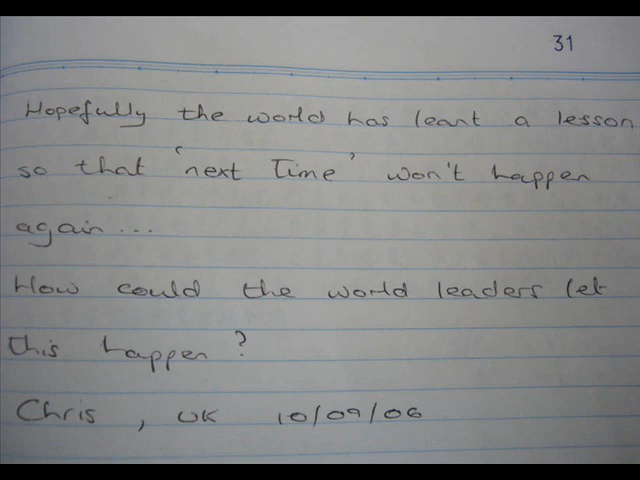 31
Hopefully the world has leant a lesson
so that 'next Time' won't happen
again...
How could the world leaders let
this happen?
Chris, UK 10/09/06